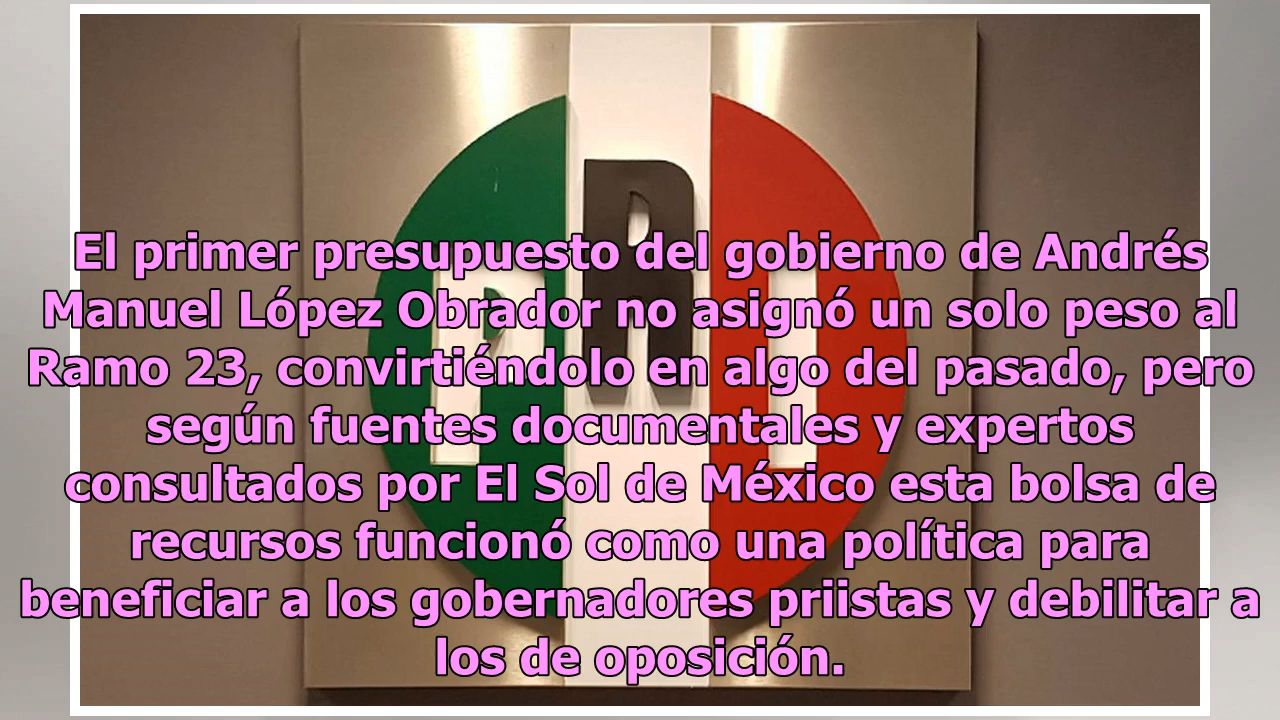 PRI
El primer presupuesto del gobierno de Andrés
Manuel López Obrador no asignó un solo peso al
Ramo 23, convirtiéndolo en algo del pasado, pero
según fuentes documentales y expertos
consultados por El Sol de México esta bolsa de
recursos funcionó como una política para
beneficiar a los gobernadores priistas y debilitar a
los de oposición.